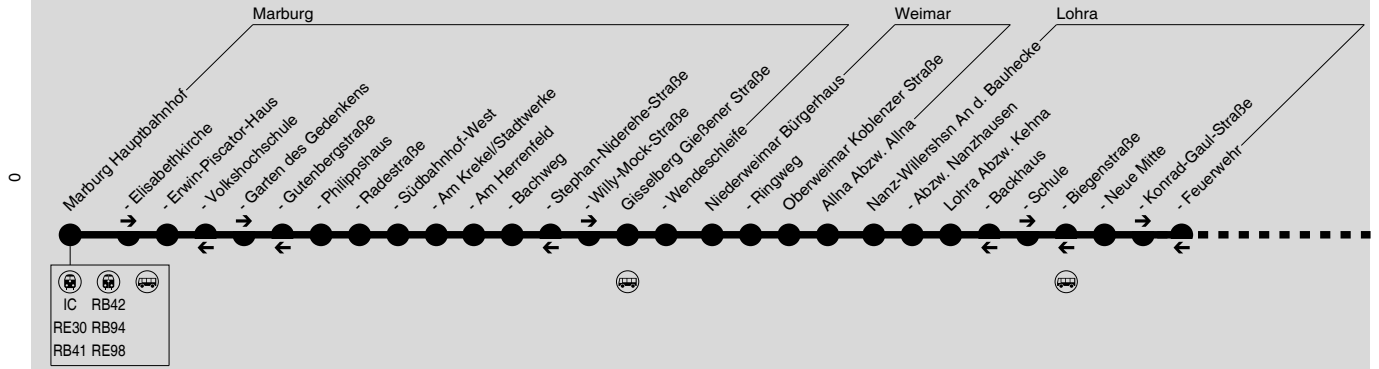 Marburg
Weimar
Lohra
Marburg Hauptbahnhof
- Elisabethkirche
- Erwin-Piscator-Haus
- Volkshochschule
- Garten des Gedenkens
- Gutenbergstraße
- Philippshaus
- Radestraße
- Südbahnhof-West
- Am Krekel/Stadtwerke
- Am Herrenfeld
- Bachweg
- Stephan-Niderehe-Straße
- Willy-Mock-Straße
Gisselberg Gießener Straße
- Wendeschleife
Niederweimar Bürgerhaus
- Ringweg
Oberweimar Koblenzer Straße
Allna Abzw. Allna
Nanz-Willershsn An d. Bauhecke
- Abzw. Nanzhausen
Lohra Abzw. Kehna
- Backhaus
- Schule
- Biegenstraße
- Neue Mitte
- Konrad-Gaul-Straße
- Feuerwehr
0
IC RB42
RE30 RB94
RB41 RE98